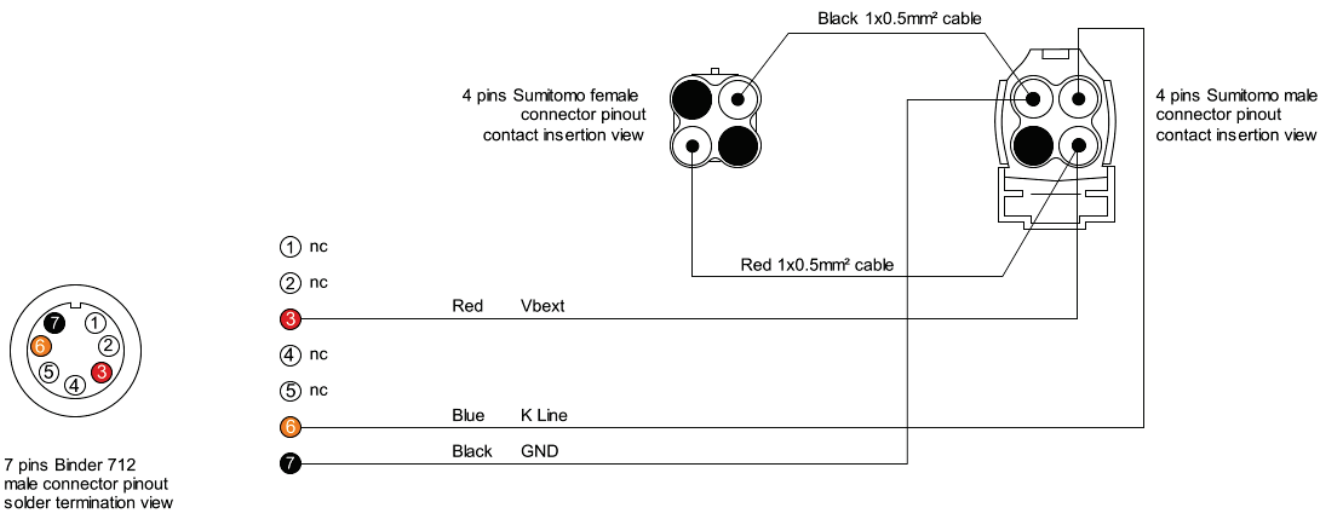 Black 1x0.5mm² cable
4 pins Sumitomo female
connector pinout
contact insertion view
4 pins Sumitomo male
connector pinout
contact insertion view
Red 1x0.5mm² cable
1 nc
2 nc
3 Red Vbext
4 nc
5 nc
6 Blue K Line
7 Black GND
7 1
6 2
5 3
4
7 pins Binder 712
male connector pinout
solder termination view